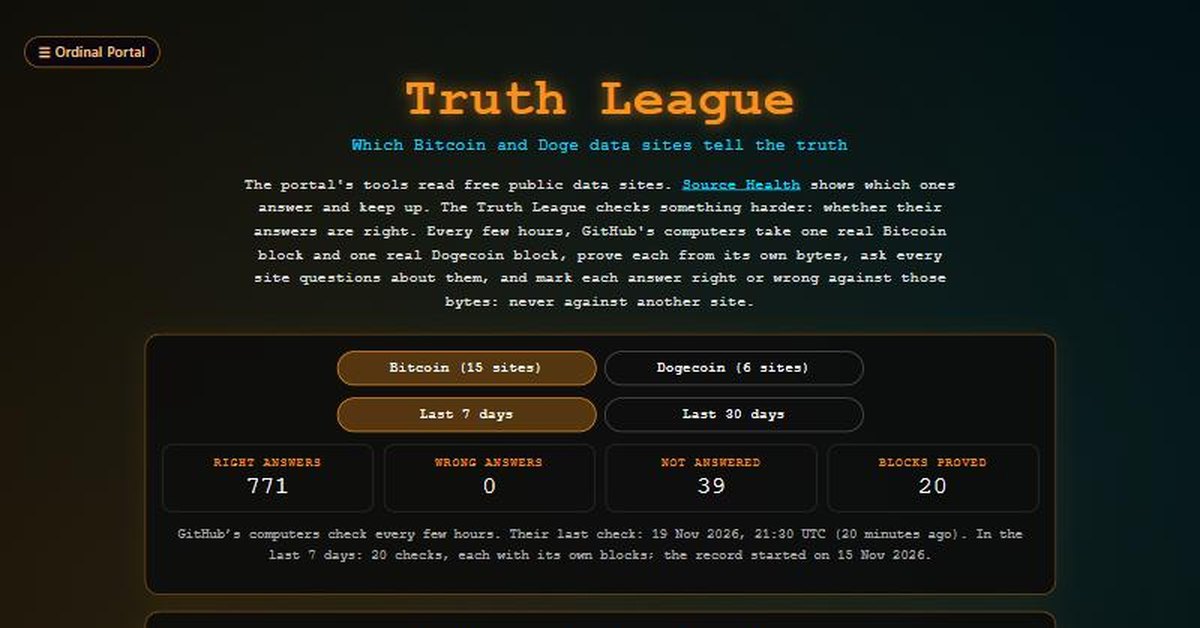 ☰ Ordinal Portal
Truth League
Which Bitcoin and Doge data sites tell the truth
The portal's tools read free public data sites. Source Health shows which ones
answer and keep up. The Truth League checks something harder: whether their
answers are right. Every few hours, GitHub's computers take one real Bitcoin
block and one real Dogecoin block, prove each from its own bytes, ask every
site questions about them, and mark each answer right or wrong against those
bytes: never against another site.
Bitcoin (15 sites) Dogecoin (6 sites)
Last 7 days Last 30 days
RIGHT ANSWERS WRONG ANSWERS NOT ANSWERED BLOCKS PROVED
771 0 39 20
GitHub's computers check every few hours. Their last check: 19 Nov 2026, 21:30 UTC (20 minutes ago). In the
last 7 days: 20 checks, each with its own blocks; the record started on 15 Nov 2026.